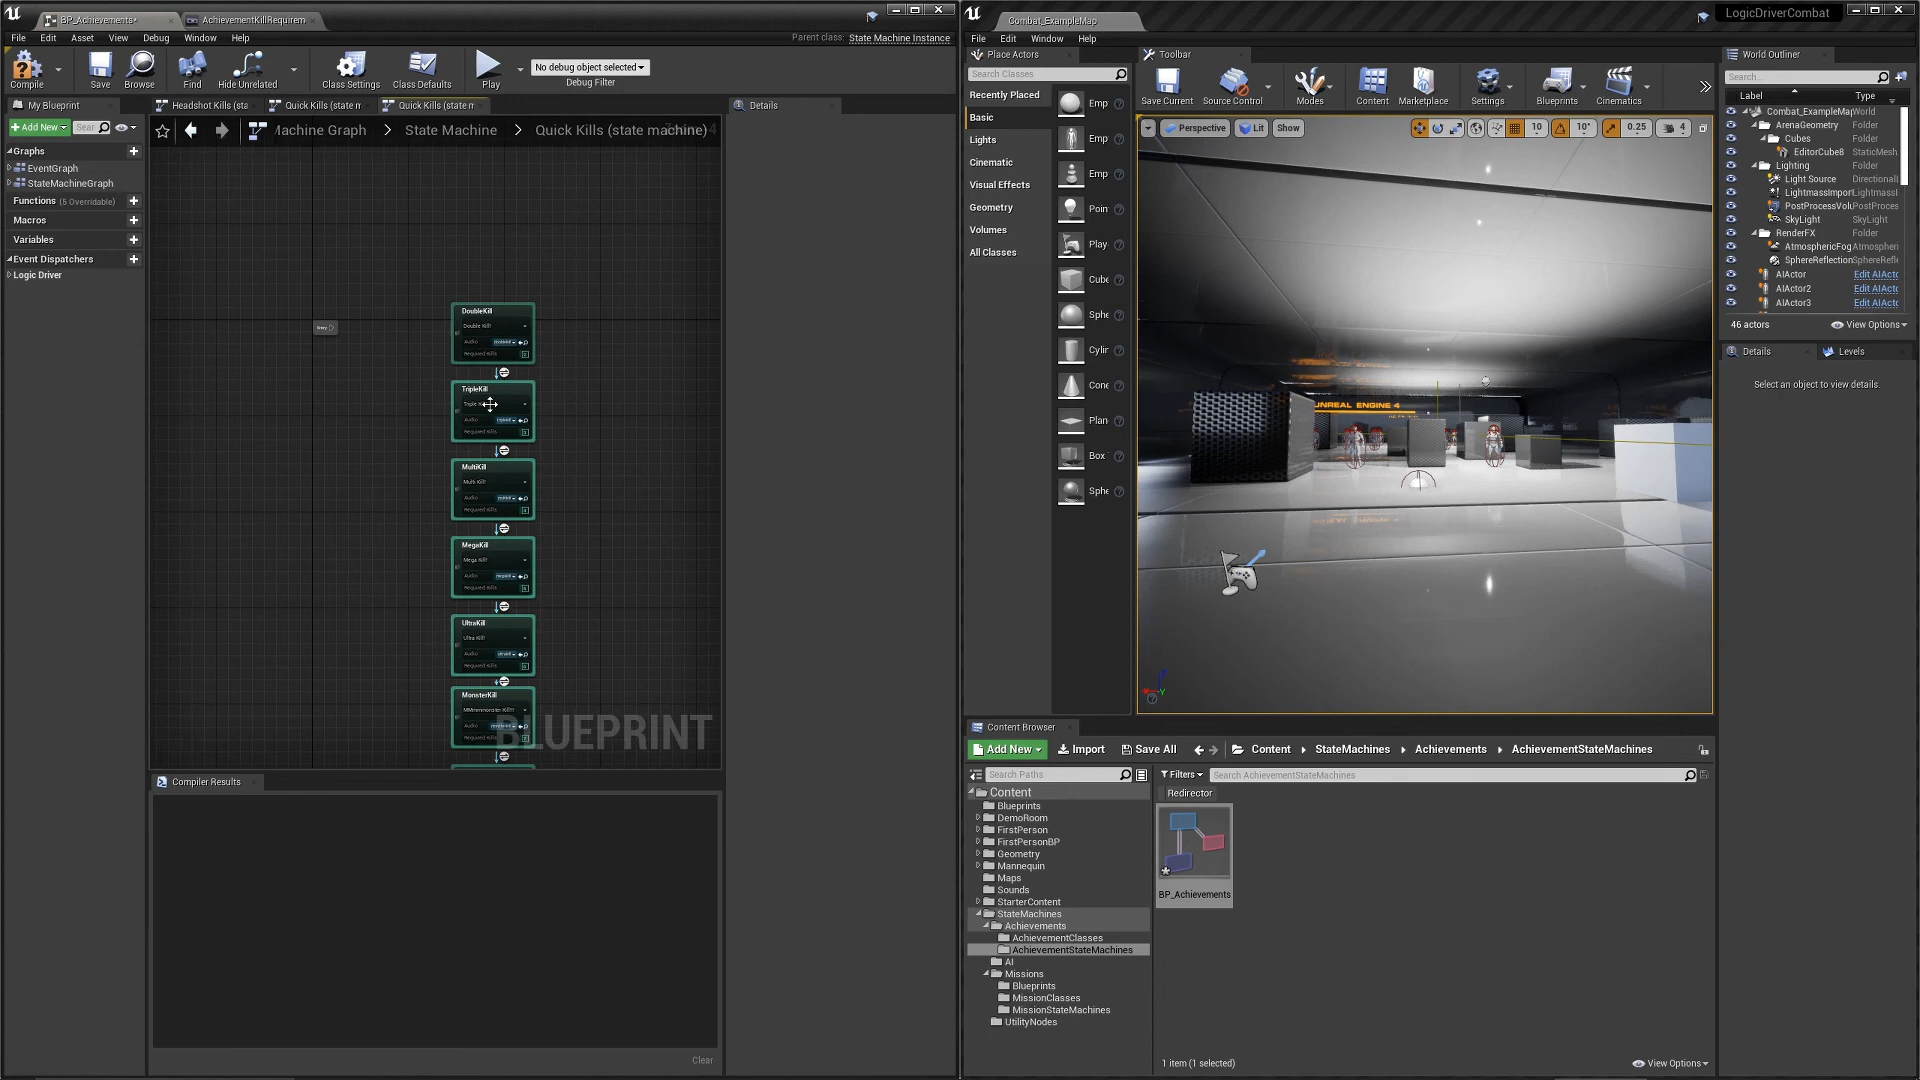 BP_Achievements*
AchievementKillRequirem
File Edit Asset View Debug Window Help
Parent class: State Machine Instance
Compile
Save
Browse
Find
Hide Unrelated
Class Settings
Class Defaults
Play
No debug object selected
Debug Filter
My Blueprint
Headshot Kills (sta
Quick Kills (state n
Quick Kills (state n
Details
Add New
Sear
Machine Graph > State Machine > Quick Kills (state machine)
Graphs
EventGraph
StateMachineGraph
Functions (5 Overridable)
Macros
Variables
Event Dispatchers
Logic Driver
Entry
DoubleKill
Double Kill!
Audio
Required Kills
TripleKill
Audio
Required Kills
MultiKill
Multi Kill!
Audio
Required Kills
MegaKill
Mega Kill!
Audio
Required Kills
UltraKill
Ultra Kill!
Audio
Required Kills
MonsterKill
Audio
Required Kills
BLUEPRINT
Compiler Results
Clear
Combat_ExampleMap
LogicDriverCombat
File Edit Window Help
Place Actors
Search Classes
Recently Placed
Basic
Lights
Cinematic
Visual Effects
Geometry
Volumes
All Classes
Emp
Emp
Emp
Poin
Play
Cube
Sphe
Cylir
Cone
Plan
Box
Sphe
Toolbar
Save Current
Source Control
Modes
Content
Marketplace
Settings
Blueprints
Cinematics
Perspective
Lit
Show
10
10°
0.25
4
UNREAL ENGINE 4
World Outliner
Search...
Label
Type
Combat_ExampleMap World
ArenaGeometry Folder
Cubes Folder
EditorCube8 StaticMesh
Lighting Folder
Light Source Directional
LightmassImport LightmassI
PostProcessVolu PostProces
SkyLight SkyLight
RenderFX Folder
AtmosphericFog Atmospheri
SphereReflection SphereRefle
AIActor Edit AIActo
AIActor2 Edit AIActo
AIActor3 Edit AIActo
46 actors
View Options
Details
Levels
Select an object to view details.
Content Browser
Add New
Import
Save All
Content
StateMachines
Achievements
AchievementStateMachines
Search Paths
Filters
Search AchievementStateMachines
Redirector
Content
Blueprints
DemoRoom
FirstPerson
FirstPersonBP
Geometry
Mannequin
Maps
Sounds
StarterContent
StateMachines
Achievements
AchievementClasses
AchievementStateMachines
AI
Missions
Blueprints
MissionClasses
MissionStateMachines
UtilityNodes
BP_Achievements
1 item (1 selected)
View Options